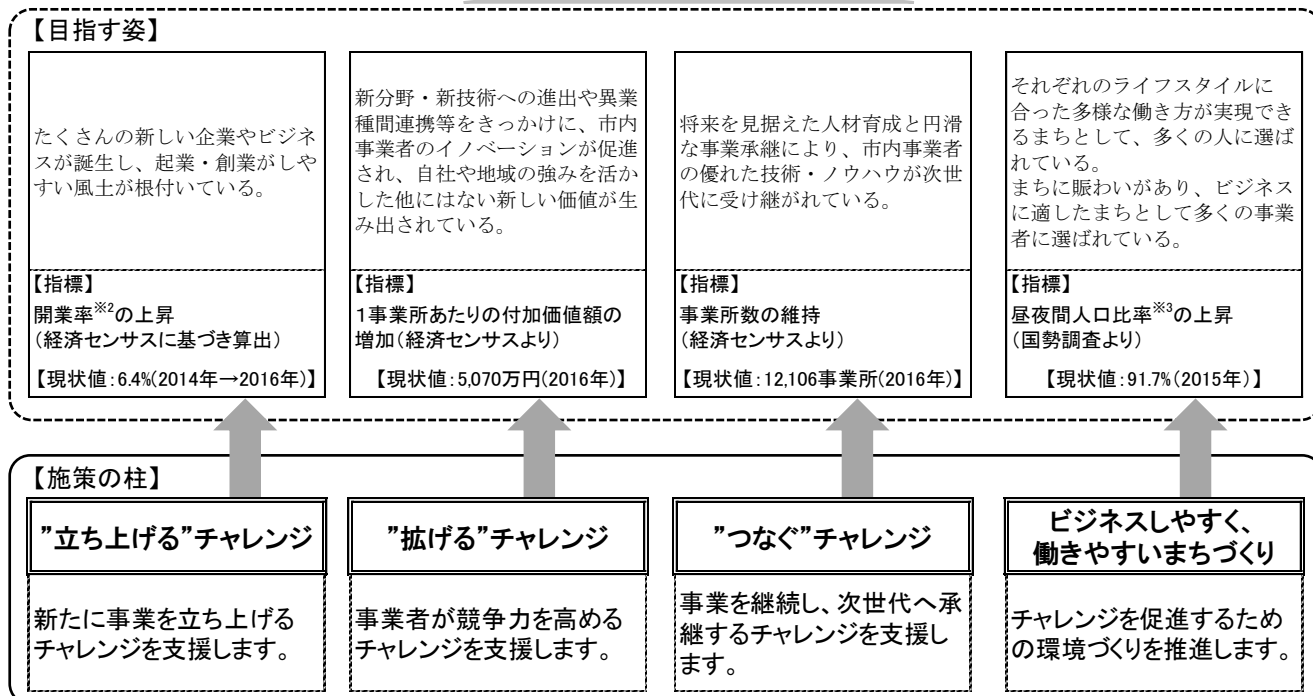 【目指す姿】
たくさんの新しい企業やビジネ
スが誕生し、起業・創業がしや
すい風土が根付いている。
【指標】
開業率※2の上昇
(経済センサスに基づき算出)
【現状値:6.4%(2014年→2016年)】
新分野・新技術への進出や異業
種間連携等をきっかけに、市内
事業者のイノベーションが促進
され、自社や地域の強みを活か
した他にはない新しい価値が生
み出されている。
【指標】
1事業所あたりの付加価値額の
増加(経済センサスより)
【現状値:5,070万円(2016年)】
将来を見据えた人材育成と円滑
な事業承継により、市内事業者
の優れた技術・ノウハウが次世
代に受け継がれている。
【指標】
事業所数の維持
(経済センサスより)
【現状値:12,106事業所(2016年)】
それぞれのライフスタイルに
合った多様な働き方が実現でき
るまちとして、多くの人に選ば
れている。
まちに賑わいがあり、ビジネス
に適したまちとして多くの事業
者に選ばれている。
【指標】
昼夜間人口比率※3の上昇
(国勢調査より)
【現状値:91.7%(2015年)】
【施策の柱】
”立ち上げる”チャレンジ
新たに事業を立ち上げる
チャレンジを支援します。
”拡げる”チャレンジ
事業者が競争力を高める
チャレンジを支援します。
”つなぐ”チャレンジ
事業を継続し、次世代へ承
継するチャレンジを支援し
ます。
ビジネスしやすく、
働きやすいまちづくり
チャレンジを促進するため
の環境づくりを推進します。